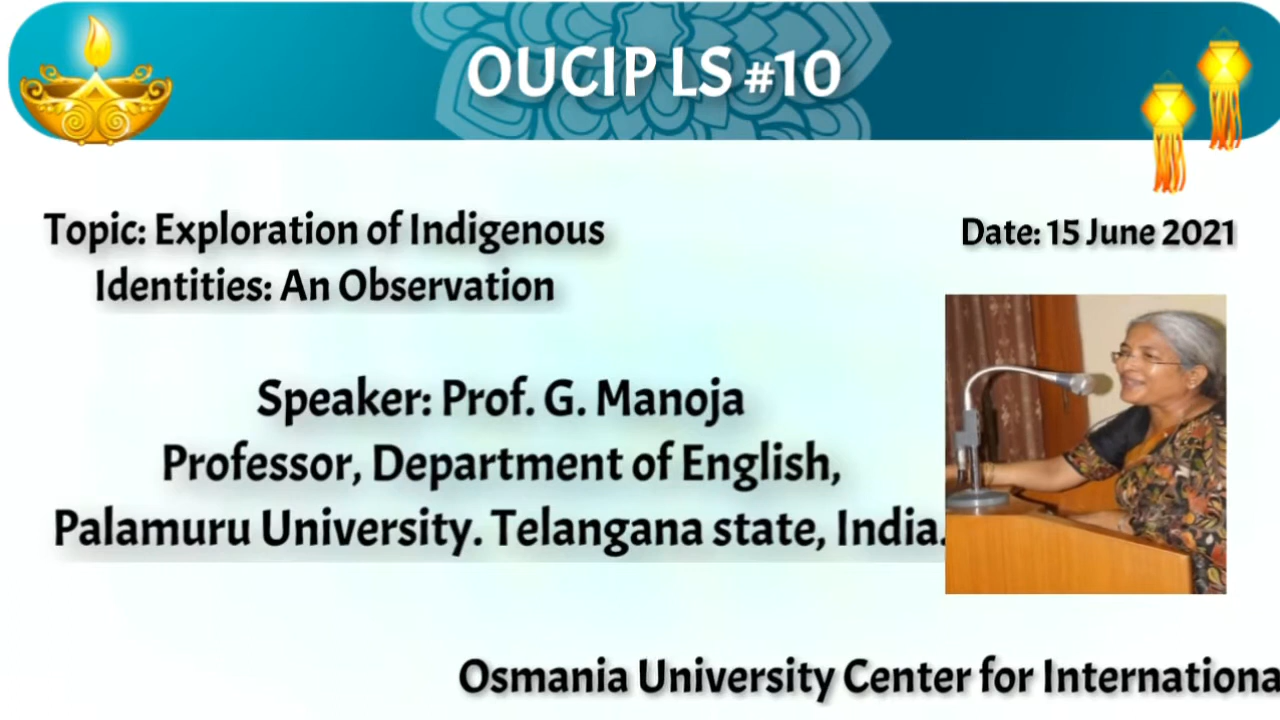 OUCIP LS #10
Topic: Exploration of Indigenous
Identities: An Observation
Date: 15 June 2021
Speaker: Prof. G. Manoja
Professor, Department of English,
Palamuru University. Telangana state, India.
Osmania University Center for Internationa